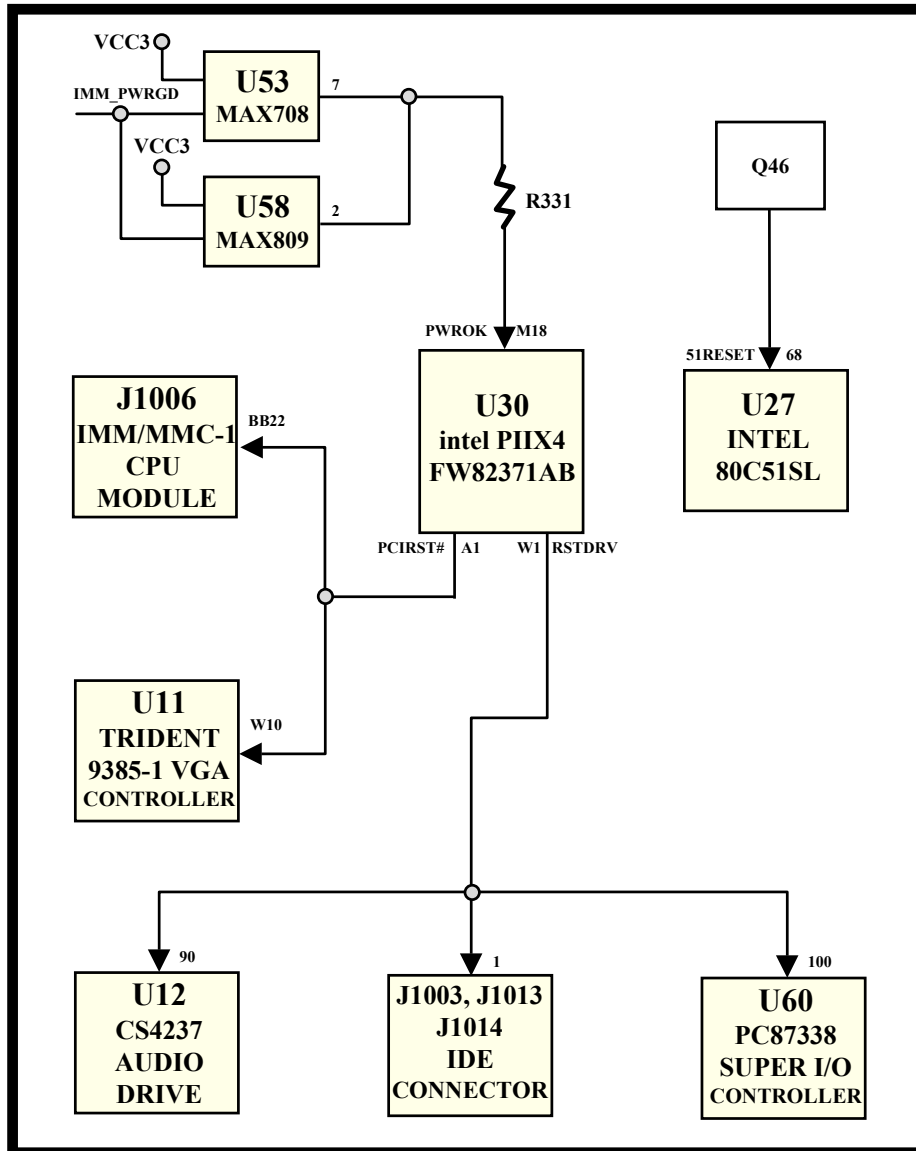 VCC3
U53
MAX708
7
IMM_PWRGD
VCC3
U58
MAX809
2
R331
Q46
PWROK M18
51RESET 68
J1006
IMM/MMC-1
CPU
MODULE
BB22
U30
intel PIIX4
FW82371AB
U27
INTEL
80C51SL
PCIRST# A1
W1 RSTDRV
U11
TRIDENT
9385-1 VGA
CONTROLLER
W10
90
1
100
U12
CS4237
AUDIO
DRIVE
J1003, J1013
J1014
IDE
CONNECTOR
U60
PC87338
SUPER I/O
CONTROLLER